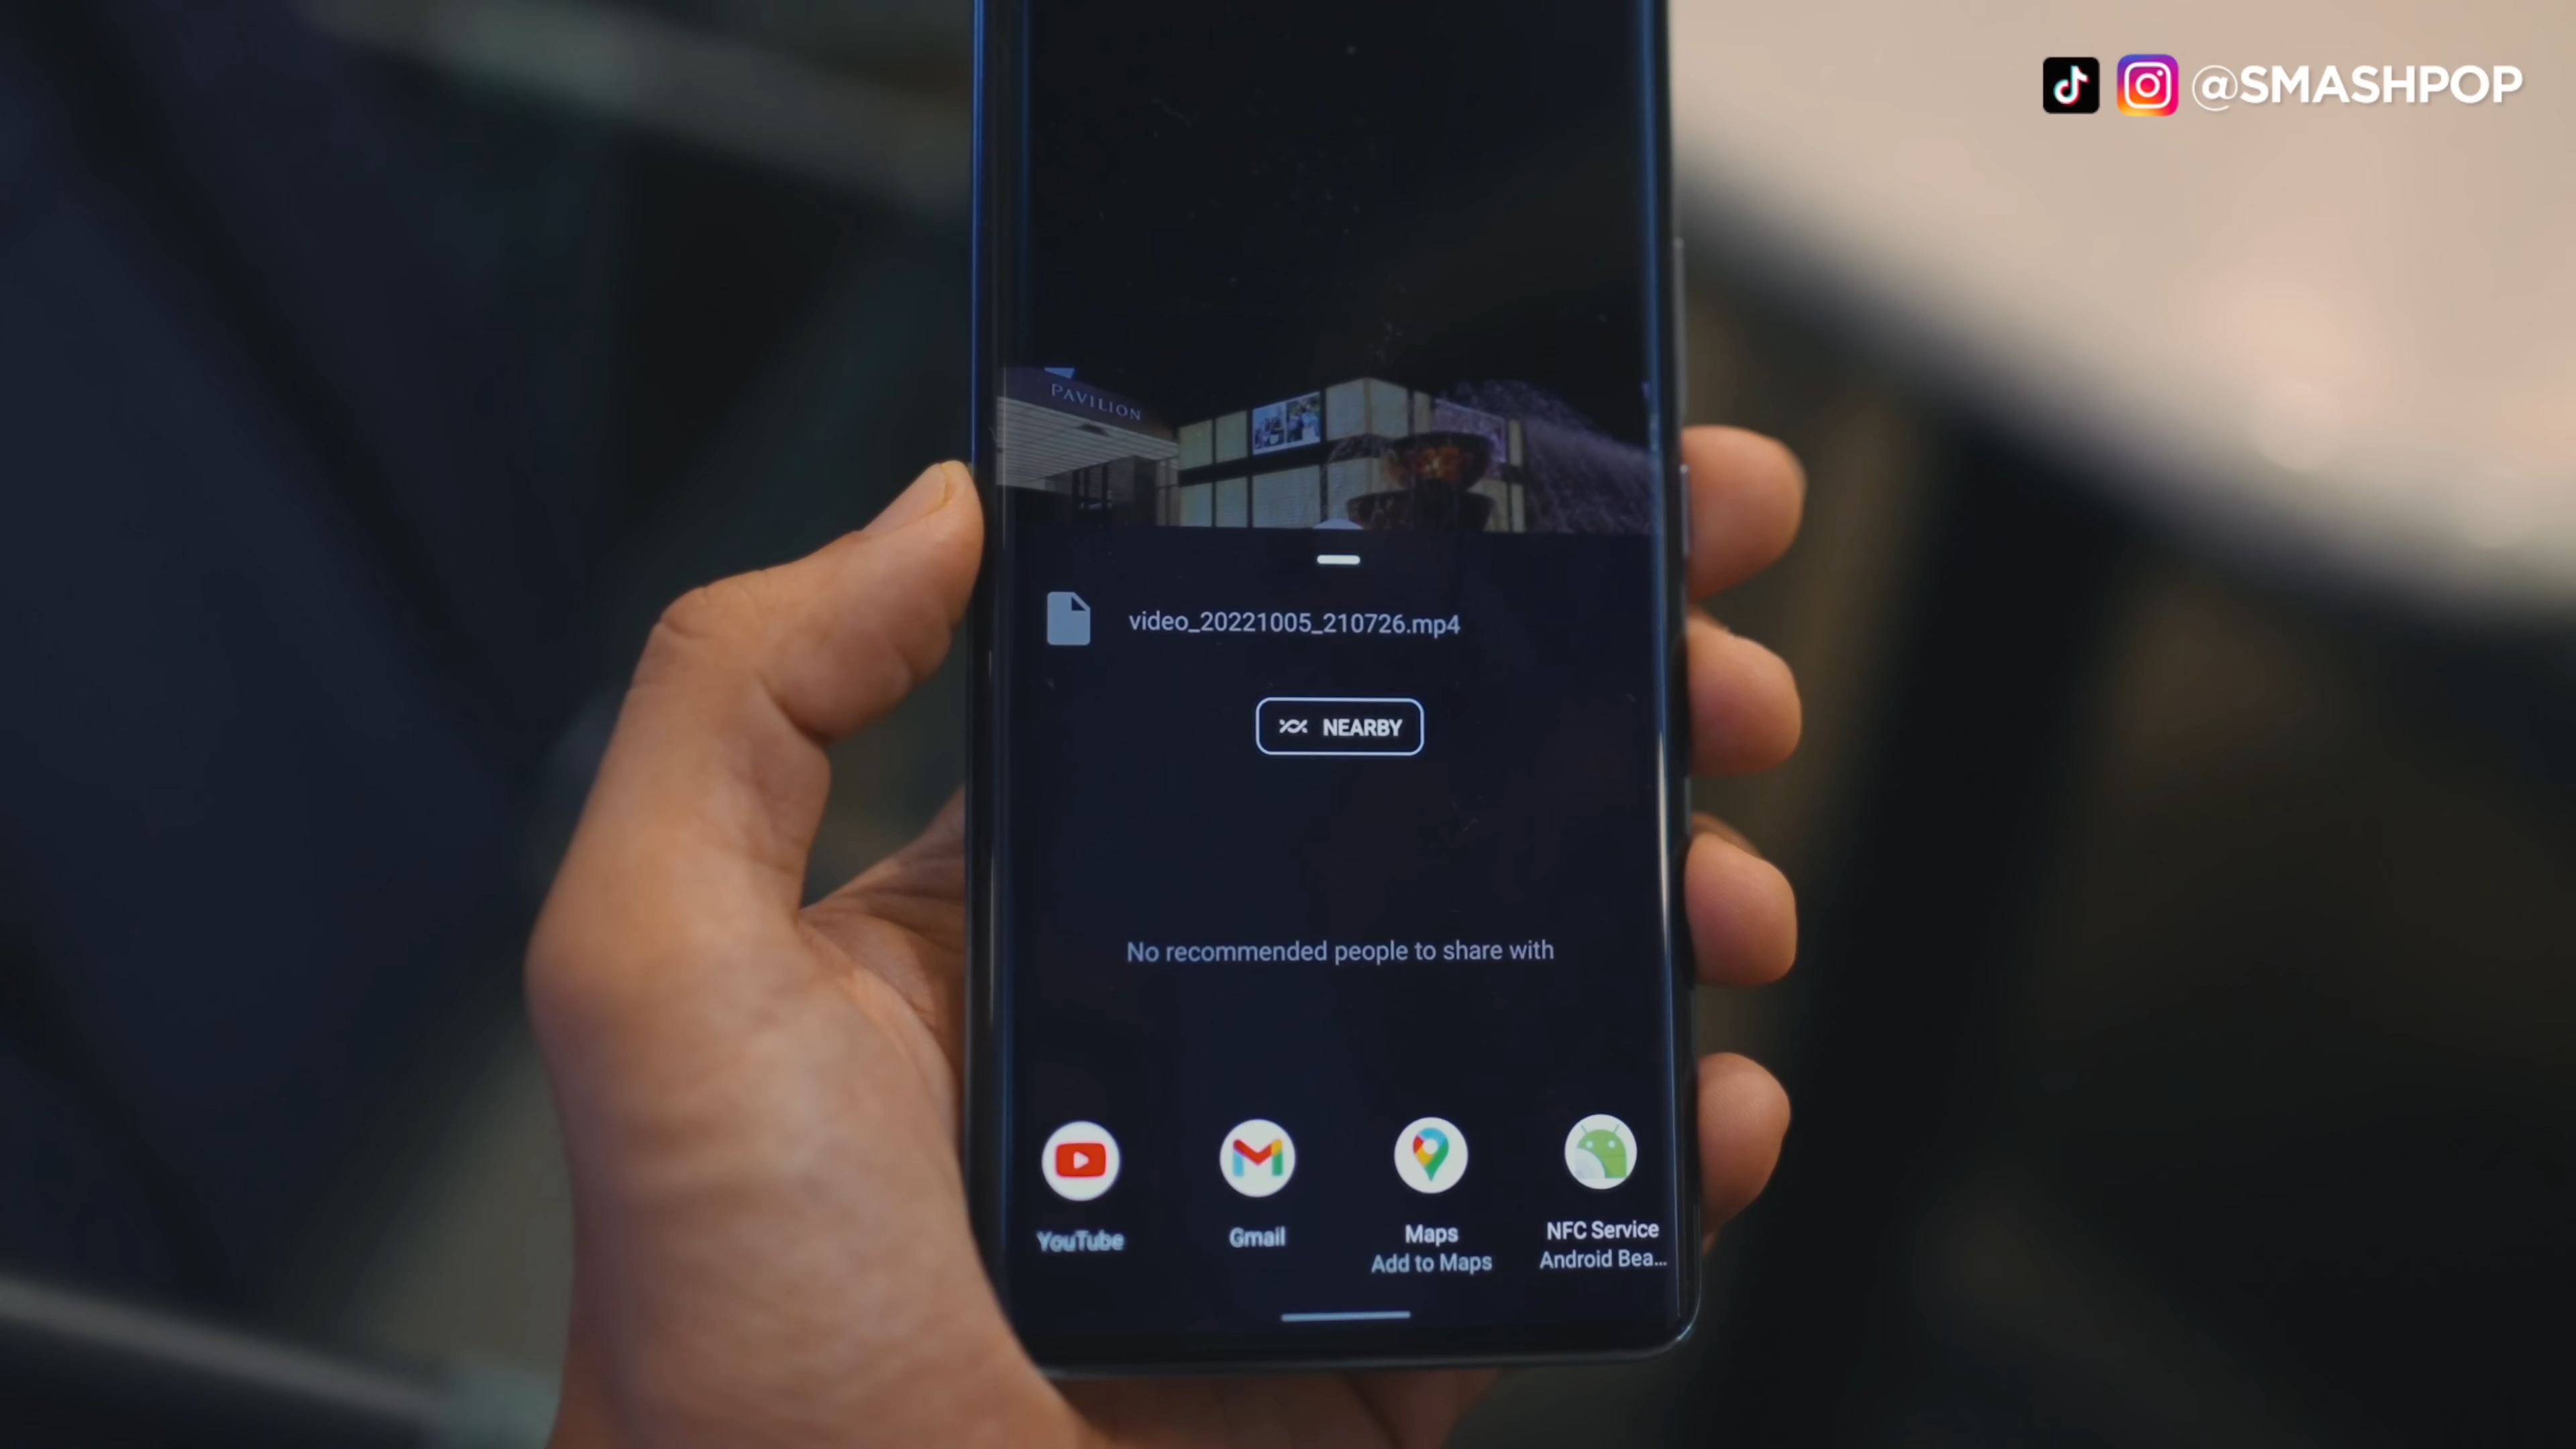 @SMASHPOP
PAVILION
video_20221005_210726.mp4
NEARBY
No recommended people to share with
YouTube
Gmail
Maps
Add to Maps
NFC Service
Android Bea...